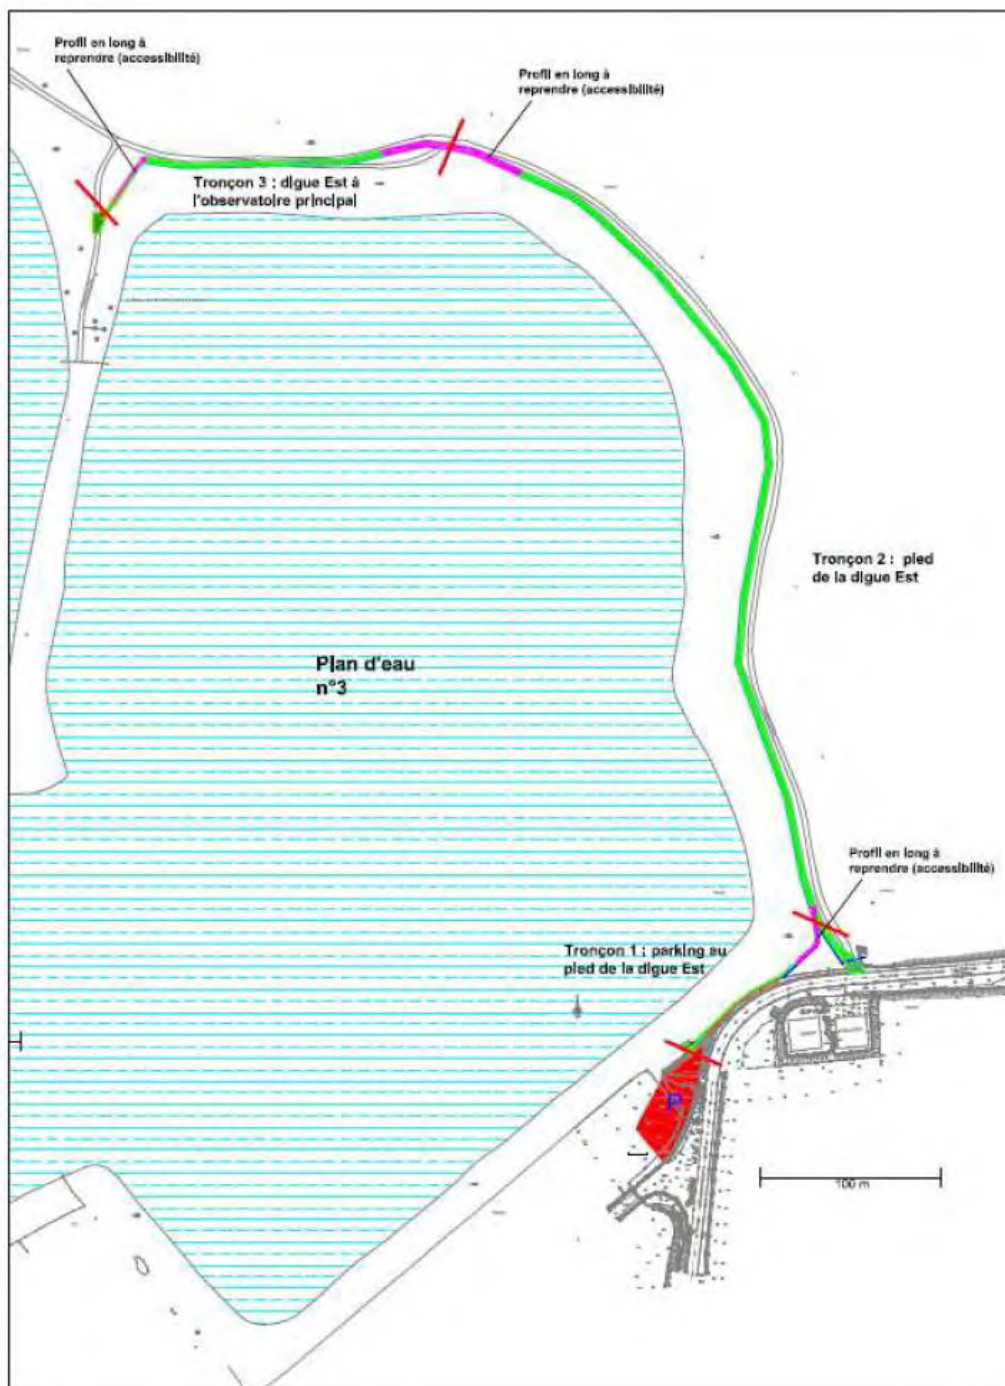 Profil en long à
reprendre (accessibilité)
Profil en long à
reprendre (accessibilité)
Tronçon 3 : digue Est à
l'observatoire principal
Tronçon 2 : pied
de la digue Est
Plan d'eau
n°3
Profil en long à
reprendre (accessibilité)
Tronçon 1 : parking au
pied de la digue Est
P
100 m